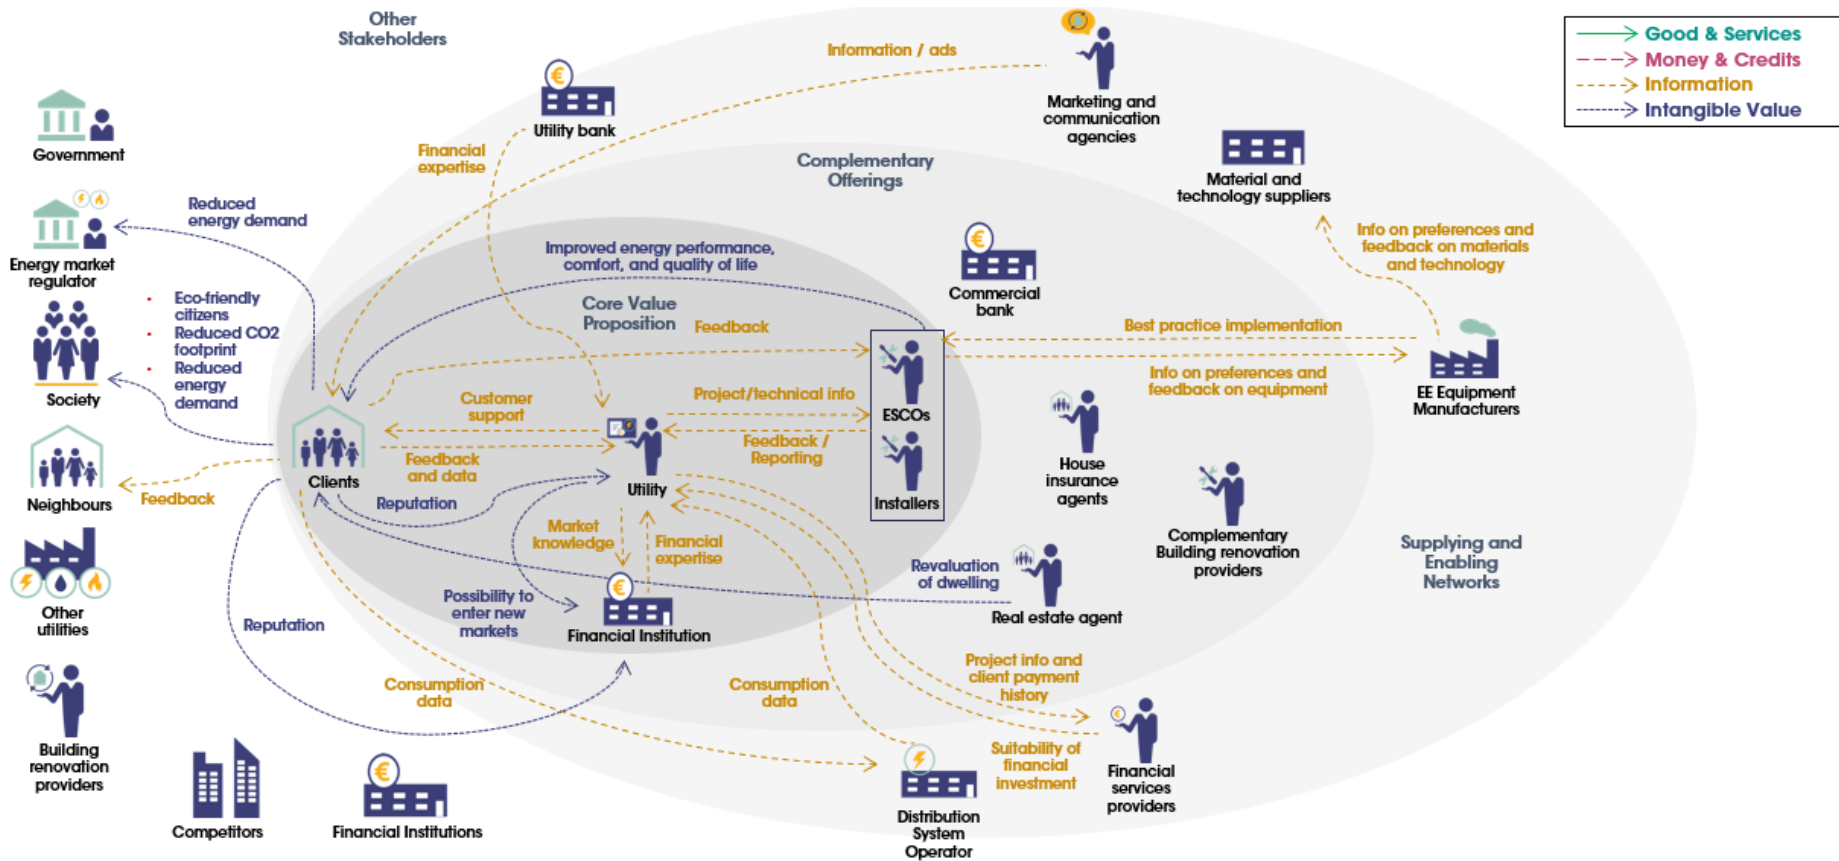 Other
Stakeholders
Good & Services
Money & Credits
Information
Intangible Value
Information / ads
Marketing and
communication
agencies
Utility bank
Government
Financial
expertise
Complementary
Offerings
Material and
technology suppliers
Reduced
energy demand
Energy market
regulator
Improved energy performance,
comfort, and quality of life
Info on preferences and
feedback on materials
and technology
Commercial
bank
Eco-friendly
citizens
Reduced CO2
footprint
Reduced
energy
demand
Society
Core Value
Proposition
Feedback
Best practice implementation
Info on preferences and
feedback on equipment
EE Equipment
Manufacturers
Customer
support
Project/technical info
ESCOs
Feedback
and data
Feedback /
Reporting
Clients
Utility
Installers
House
insurance
agents
Neighbours
Feedback
Reputation
Market
knowledge
Financial
expertise
Complementary
Building renovation
providers
Supplying and
Enabling
Networks
Revaluation
of dwelling
Real estate agent
Other
utilities
Possibility to
enter new
markets
Financial Institution
Reputation
Consumption
data
Consumption
data
Project info and
client payment
history
Building
renovation
providers
Suitability of
financial
investment
Financial
services
providers
Competitors
Financial Institutions
Distribution
System
Operator